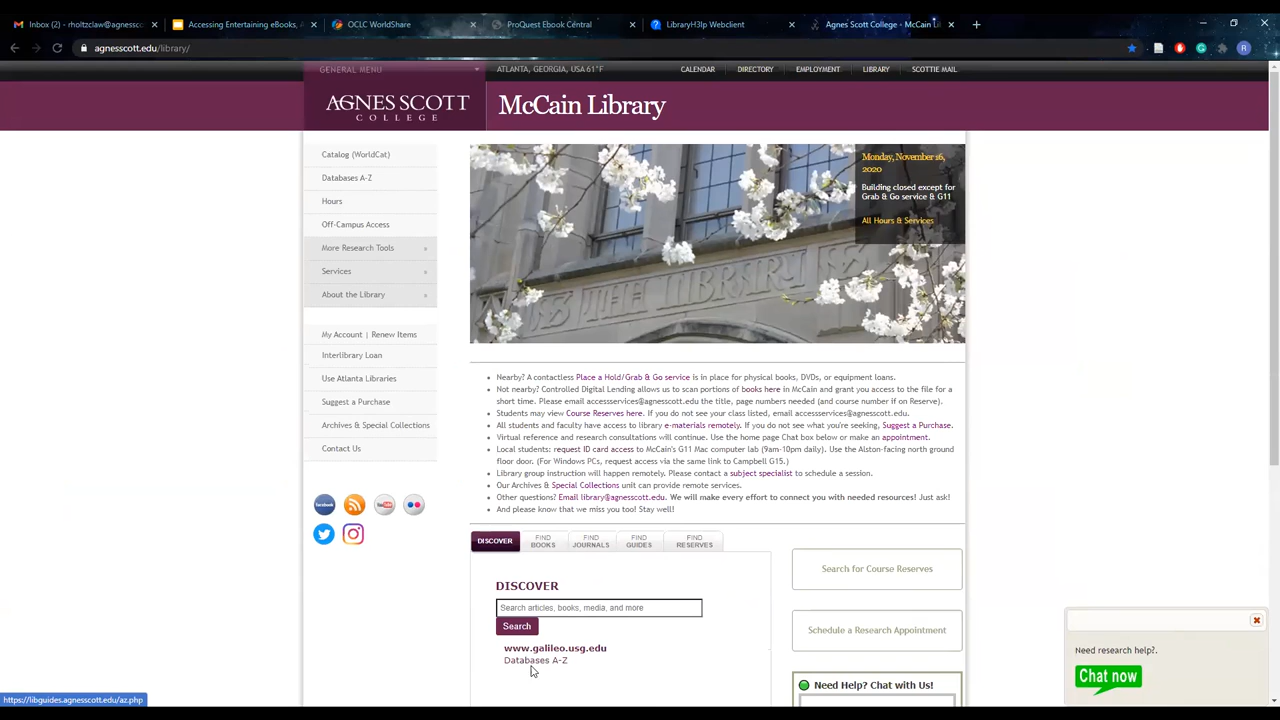 Inbox (2) - rholtzclaw@agnessco
Accessing Entertaining eBooks, A
OCLC WorldShare
ProQuest Ebook Central
LibraryH3lp Webclient
Agnes Scott College - McCain Li
agnesscott.edu/library/
R
GENERAL MENU
ATLANTA, GEORGIA, USA 61°F
CALENDAR
DIRECTORY
EMPLOYMENT
LIBRARY
SCOTTIE MAIL
AGNES SCOTT
COLLEGE
McCain Library
Catalog (WorldCat)
Databases A-Z
Hours
Off-Campus Access
More Research Tools »
Services »
About the Library »
My Account | Renew Items
Interlibrary Loan
Use Atlanta Libraries
Suggest a Purchase
Archives & Special Collections
Contact Us
facebook
You Tube
Monday, November 16,
2020
Building closed except for
Grab & Go service & G11
All Hours & Services
LIBRARY
• Nearby? A contactless Place a Hold/Grab & Go service is in place for physical books, DVDs, or equipment loans.
• Not nearby? Controlled Digital Lending allows us to scan portions of books here in McCain and grant you access to the file for a
short time. Please email accessservices@agnesscott.edu the title, page numbers needed (and course number if on Reserve).
• Students may view Course Reserves here. If you do not see your class listed, email accessservices@agnesscott.edu.
• All students and faculty have access to library e-materials remotely. If you do not see what you're seeking, Suggest a Purchase.
• Virtual reference and research consultations will continue. Use the home page Chat box below or make an appointment.
• Local students: request ID card access to McCain's G11 Mac computer lab (9am-10pm daily). Use the Alston-facing north ground
floor door. (For Windows PCs, request access via the same link to Campbell G15.)
• Library group instruction will happen remotely. Please contact a subject specialist to schedule a session.
• Our Archives & Special Collections unit can provide remote services.
• Other questions? Email library@agnesscott.edu. We will make every effort to connect you with needed resources! Just ask!
• And please know that we miss you too! Stay well!
DISCOVER
FIND
BOOKS
FIND
JOURNALS
FIND
GUIDES
FIND
RESERVES
DISCOVER
Search articles, books, media, and more
Search
www.galileo.usg.edu
Databases A-Z
Search for Course Reserves
Schedule a Research Appointment
Need Help? Chat with Us!
Need research help?.
Chat now
https://libguides.agnesscott.edu/az.php